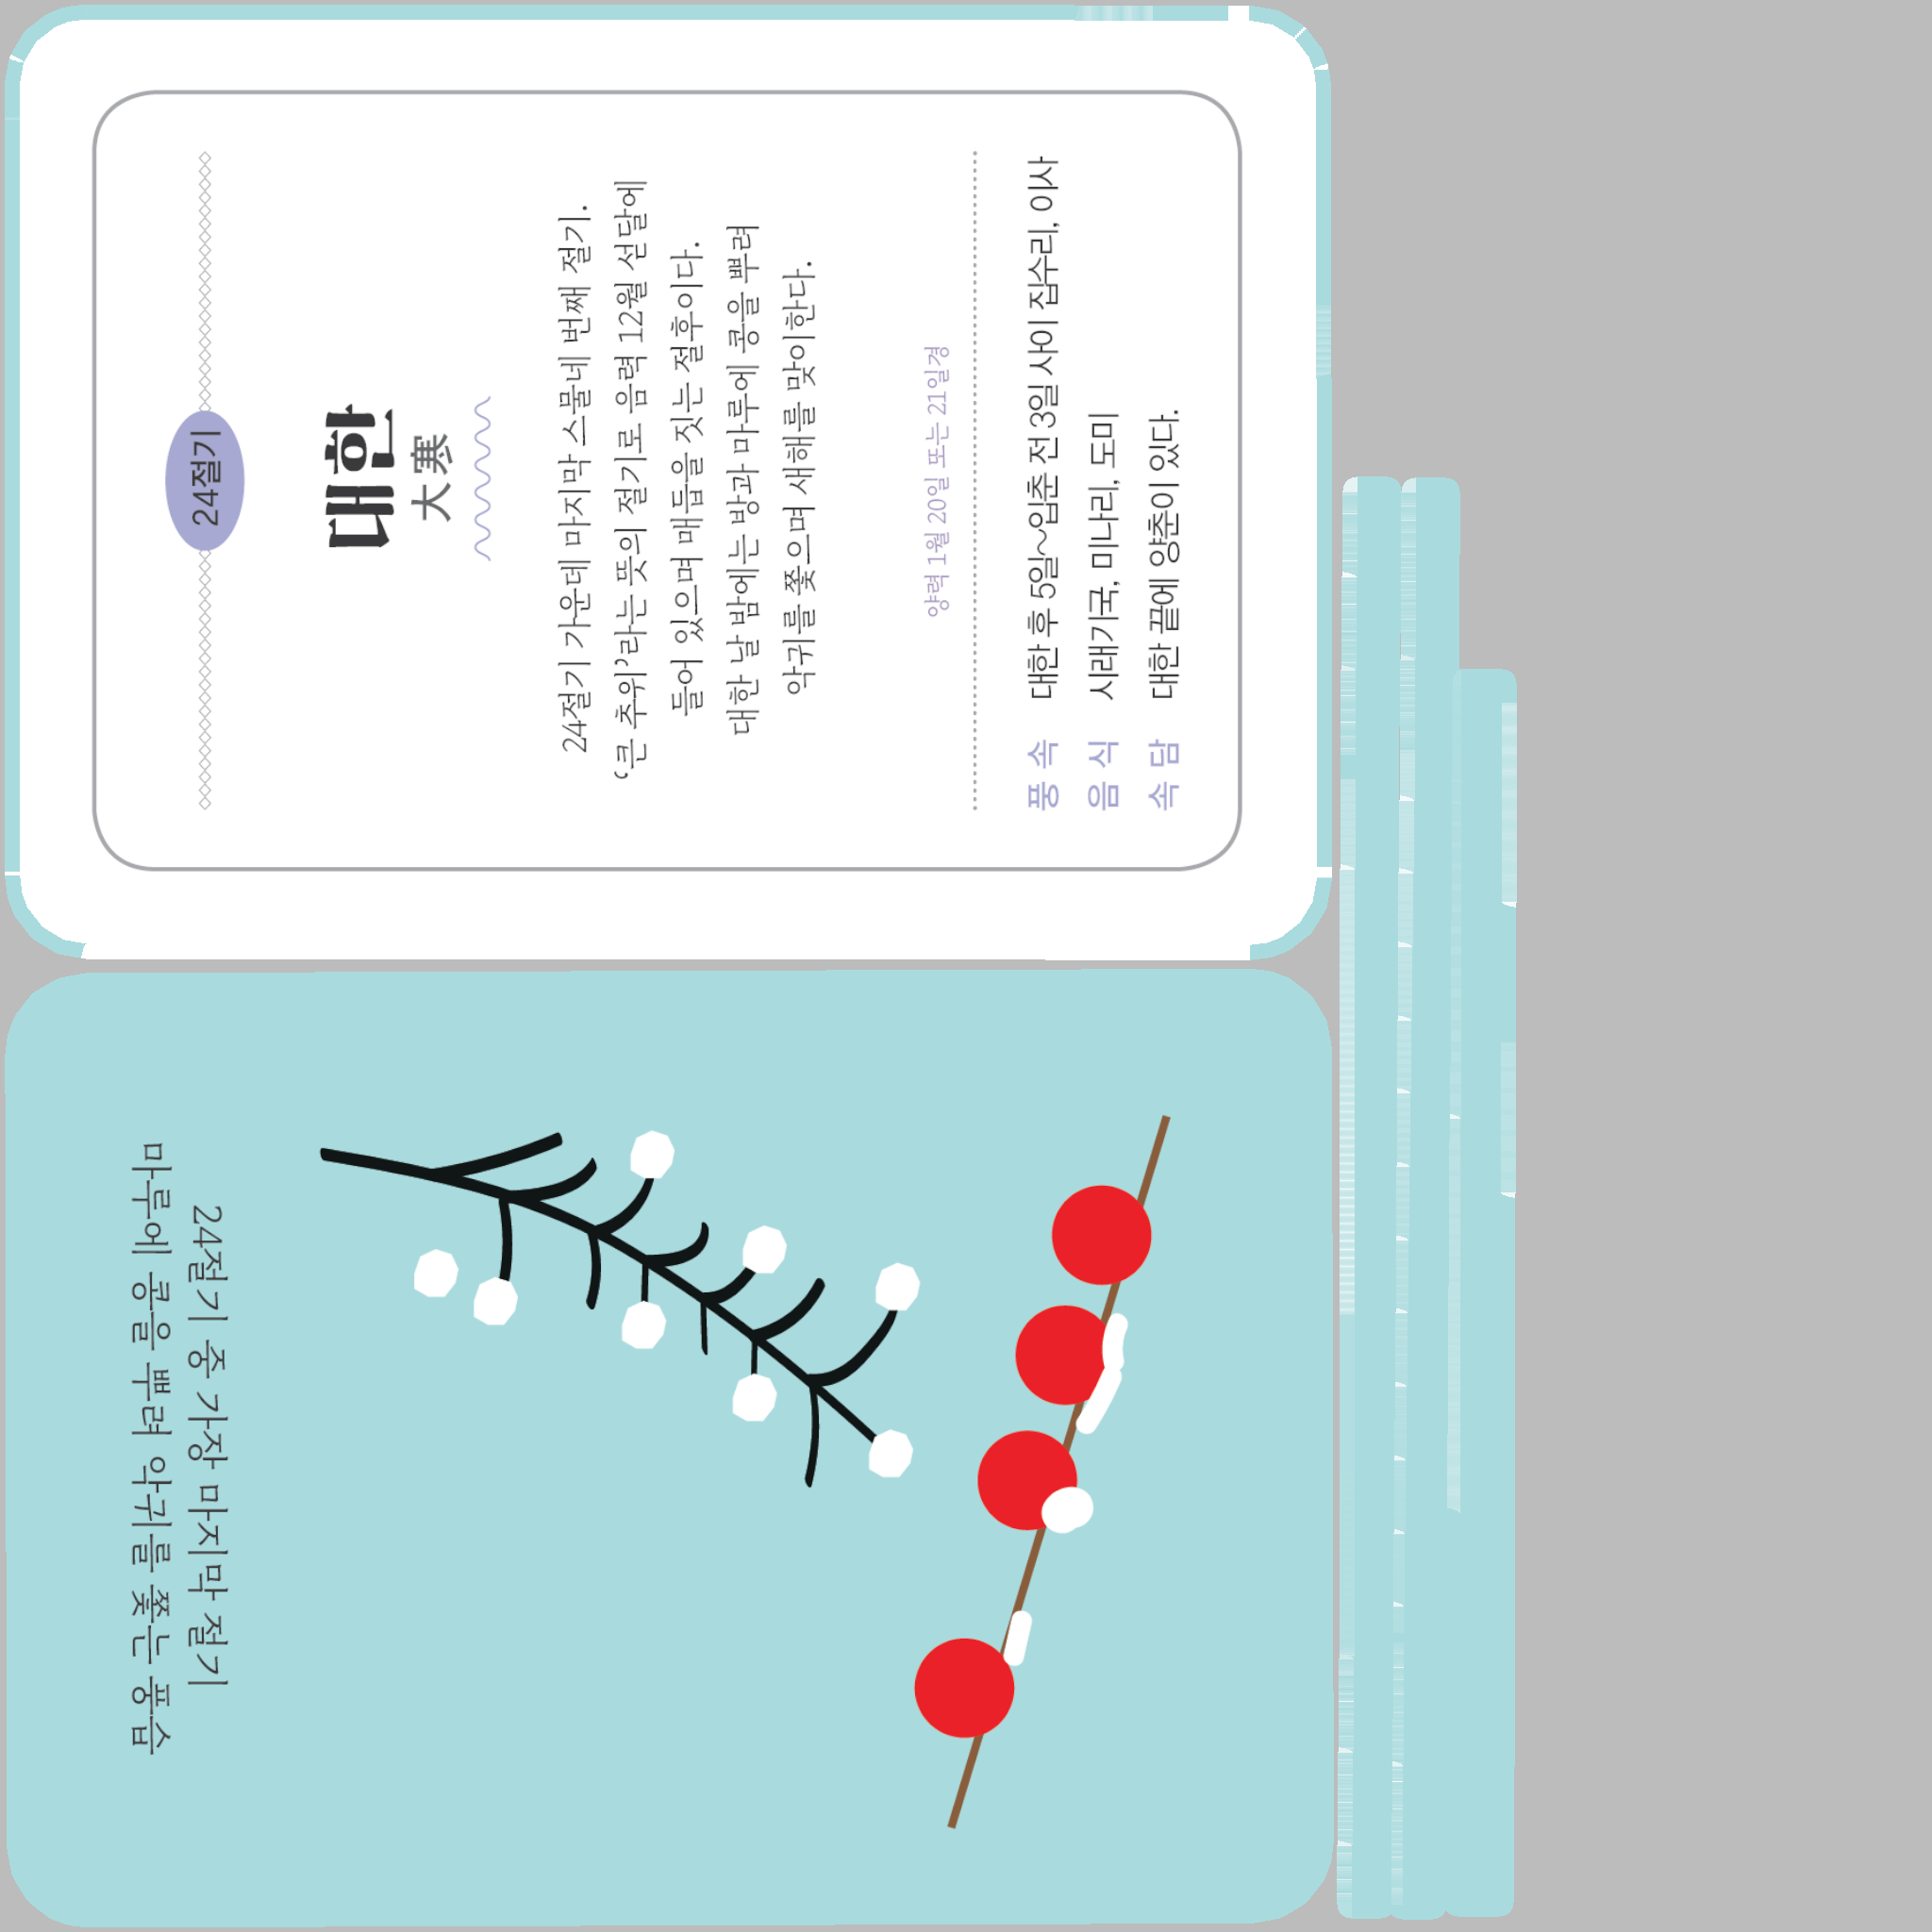 24절기
대한
大寒
24절기 가운데 마지막 스물네 번째 절기.
‘큰 추위’라는 뜻의 절기로 음력 12월 섣달에
들어 있으며 매듭을 짓는 절후이다.
대한 날 밤에는 방과 마루에 콩을 뿌려
악귀를 쫓으며 새해를 맞이한다.
양력 1월 20일 또는 21일경
풍속 대한 후 5일~입춘 전 3일 사이 집수리, 이사
음식 시래기국, 미나리, 도미
속담 대한 끝에 양춘이 있다.
24절기 중 가장 마지막 절기
마루에 콩을 뿌려 악귀를 쫓는 풍습